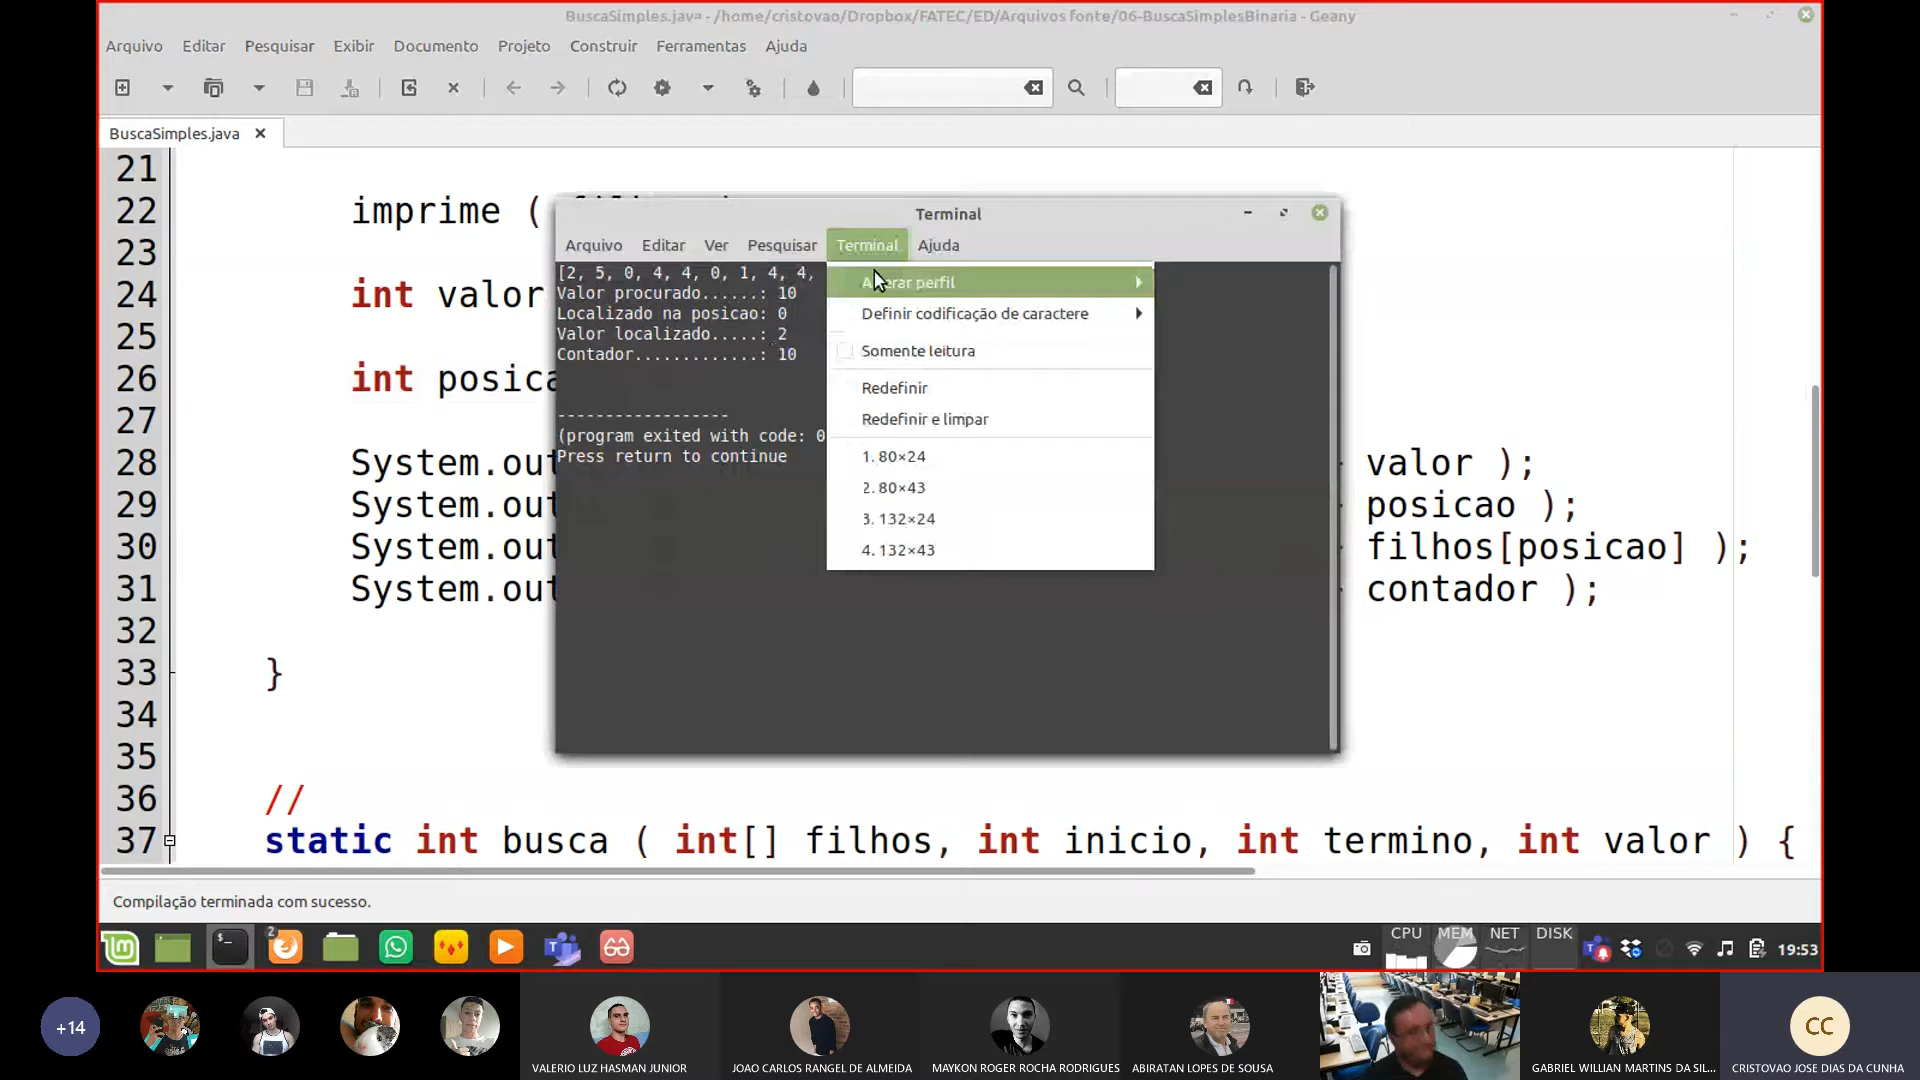 BuscaSimples.java - /home/cristovao/Dropbox/FATEC/ED/Arquivos fonte/06-BuscaSimplesBinaria - Geany
Arquivo Editar Pesquisar Exibir Documento Projeto Construir Ferramentas Ajuda
BuscaSimples.java
21
22 imprime (
23
24 int valor
25
26 int posica
27
28 System.out valor );
29 System.out posicao );
30 System.out filhos[posicao] );
31 System.out contador );
32
33 }
34
35
36 //
37 static int busca ( int[] filhos, int inicio, int termino, int valor ) {
Terminal
Arquivo Editar Ver Pesquisar Terminal Ajuda
[2, 5, 0, 4, 4, 0, 1, 4, 4,
Valor procurado......: 10
Localizado na posicao: 0
Valor localizado.....: 2
Contador.............: 10
------------------
(program exited with code: 0
Press return to continue
perfil
Definir codificação de caractere
Somente leitura
Redefinir
Redefinir e limpar
1. 80×24
2. 80×43
3. 132×24
4. 132×43
Compilação terminada com sucesso.
2
CPU MEM NET DISK
19:53
+14
VALERIO LUZ HASMAN JUNIOR
JOAO CARLOS RANGEL DE ALMEIDA
MAYKON ROGER ROCHA RODRIGUES
ABIRATAN LOPES DE SOUSA
GABRIEL WILLIAN MARTINS DA SIL...
CC
CRISTOVAO JOSE DIAS DA CUNHA